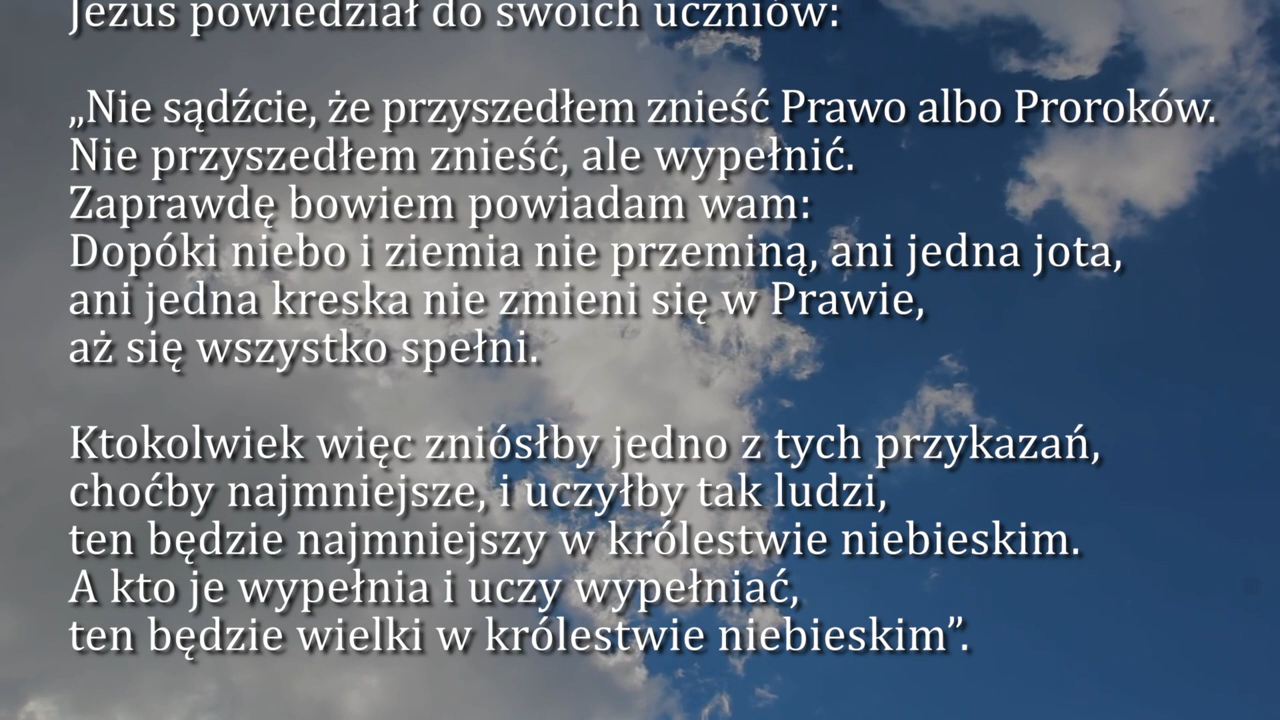 Jezus powiedział do swoich uczniów:
„Nie sądźcie, że przyszedłem znieść Prawo albo Proroków.
Nie przyszedłem znieść, ale wypełnić.
Zaprawdę bowiem powiadam wam:
Dopóki niebo i ziemia nie przeminą, ani jedna jota,
ani jedna kreska nie zmieni się w Prawie,
aż się wszystko spełni.
Ktokolwiek więc zniósłby jedno z tych przykazań,
choćby najmniejsze, i uczyłby tak ludzi,
ten będzie najmniejszy w królestwie niebieskim.
A kto je wypełnia i uczy wypełniać,
ten będzie wielki w królestwie niebieskim”.